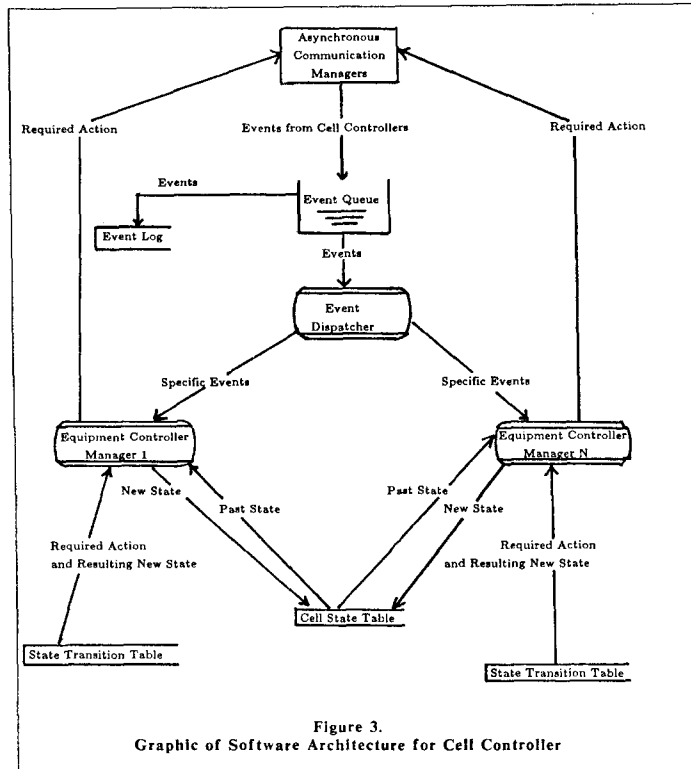 Asynchronous
Communication
Managers
Required Action
Required Action
Events from Cell Controllers
Events
Event Queue
Event Log
Events
Event
Dispatcher
Specific Events
Specific Events
Equipment Controller
Manager 1
Equipment Controller
Manager N
New State
Past State
Past State
New State
Required Action
and Resulting New State
Required Action
and Resulting New State
Cell State Table
State Transition Table
State Transition Table
Figure 3.
Graphic of Software Architecture for Cell Controller